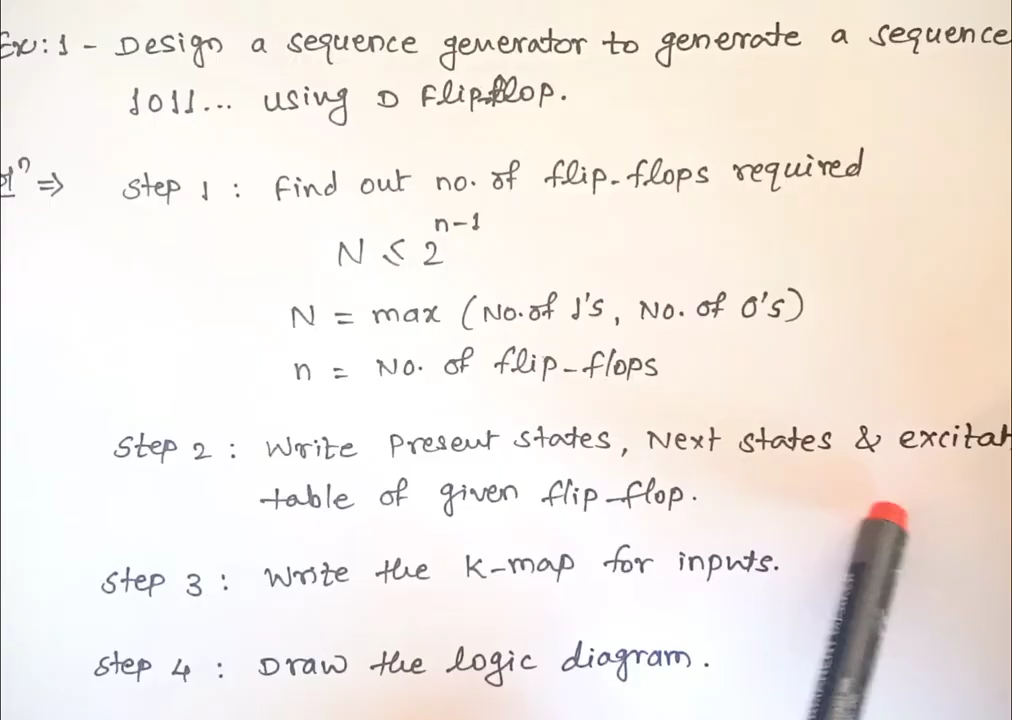 Ex: 1 - Design a sequence generator to generate a sequence
1011... using D flipflop.
⇒ Step 1 : Find out no. of flip-flops required
N ≤ 2^(n-1)
N = max (No. of 1's, No. of 0's)
n = No. of flip-flops
Step 2 : Write Present states, Next states & excitat
table of given flip-flop.
Step 3 : Write the K-map for inputs.
Step 4 : Draw the logic diagram.